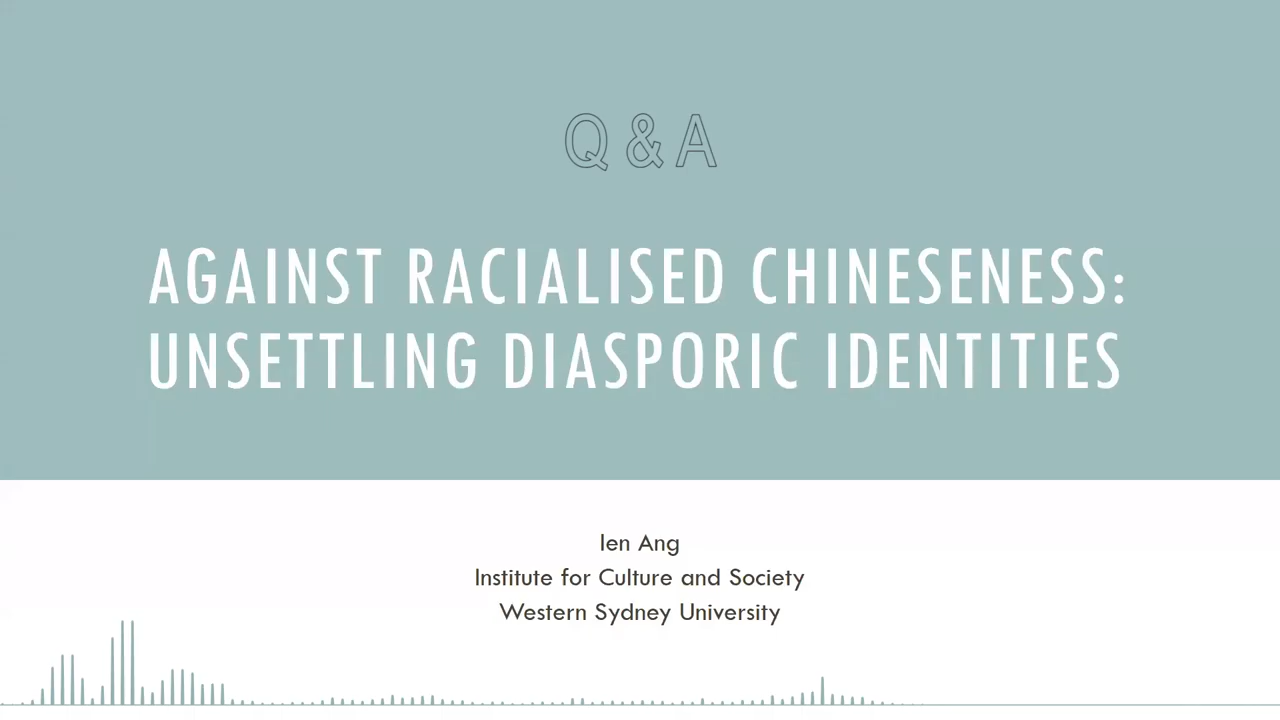 Q & A
AGAINST RACIALISED CHINESENESS:
UNSETTLING DIASPORIC IDENTITIES
Ien Ang
Institute for Culture and Society
Western Sydney University